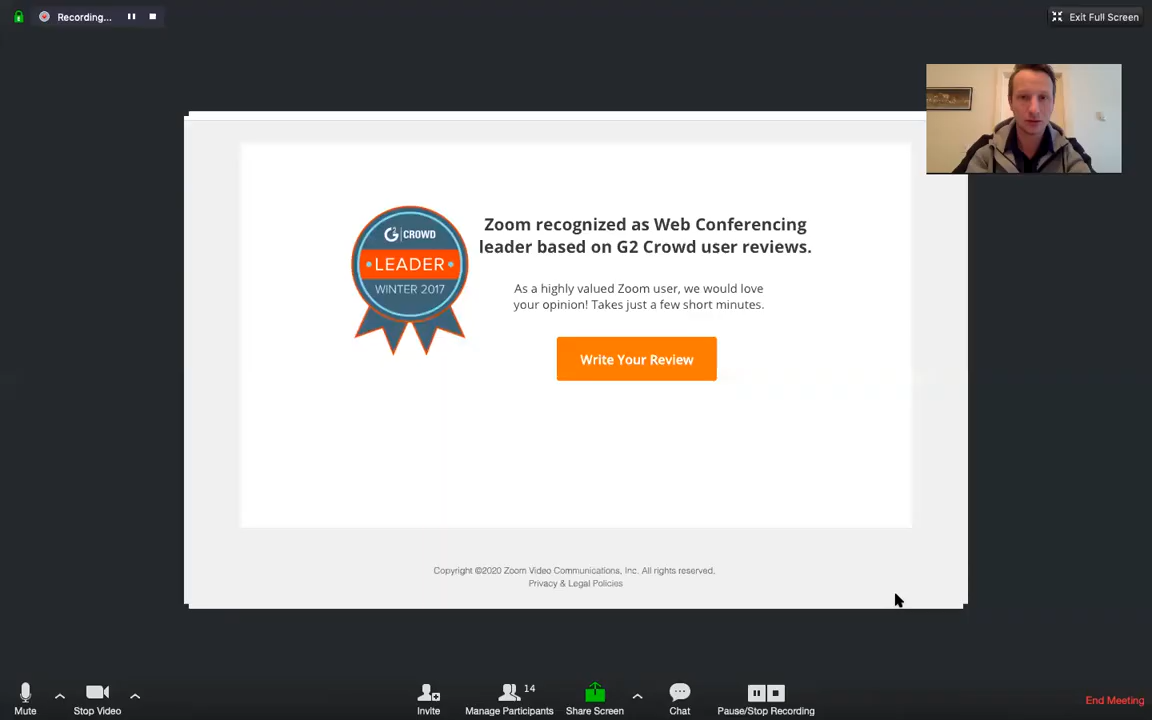 Recording...
Exit Full Screen
G2 | CROWD
LEADER
WINTER 2017
Zoom recognized as Web Conferencing
leader based on G2 Crowd user reviews.
As a highly valued Zoom user, we would love
your opinion! Takes just a few short minutes.
Write Your Review
Copyright ©2020 Zoom Video Communications, Inc. All rights reserved.
Privacy & Legal Policies
14
Mute
Stop Video
Invite
Manage Participants
Share Screen
Chat
Pause/Stop Recording
End Meeting